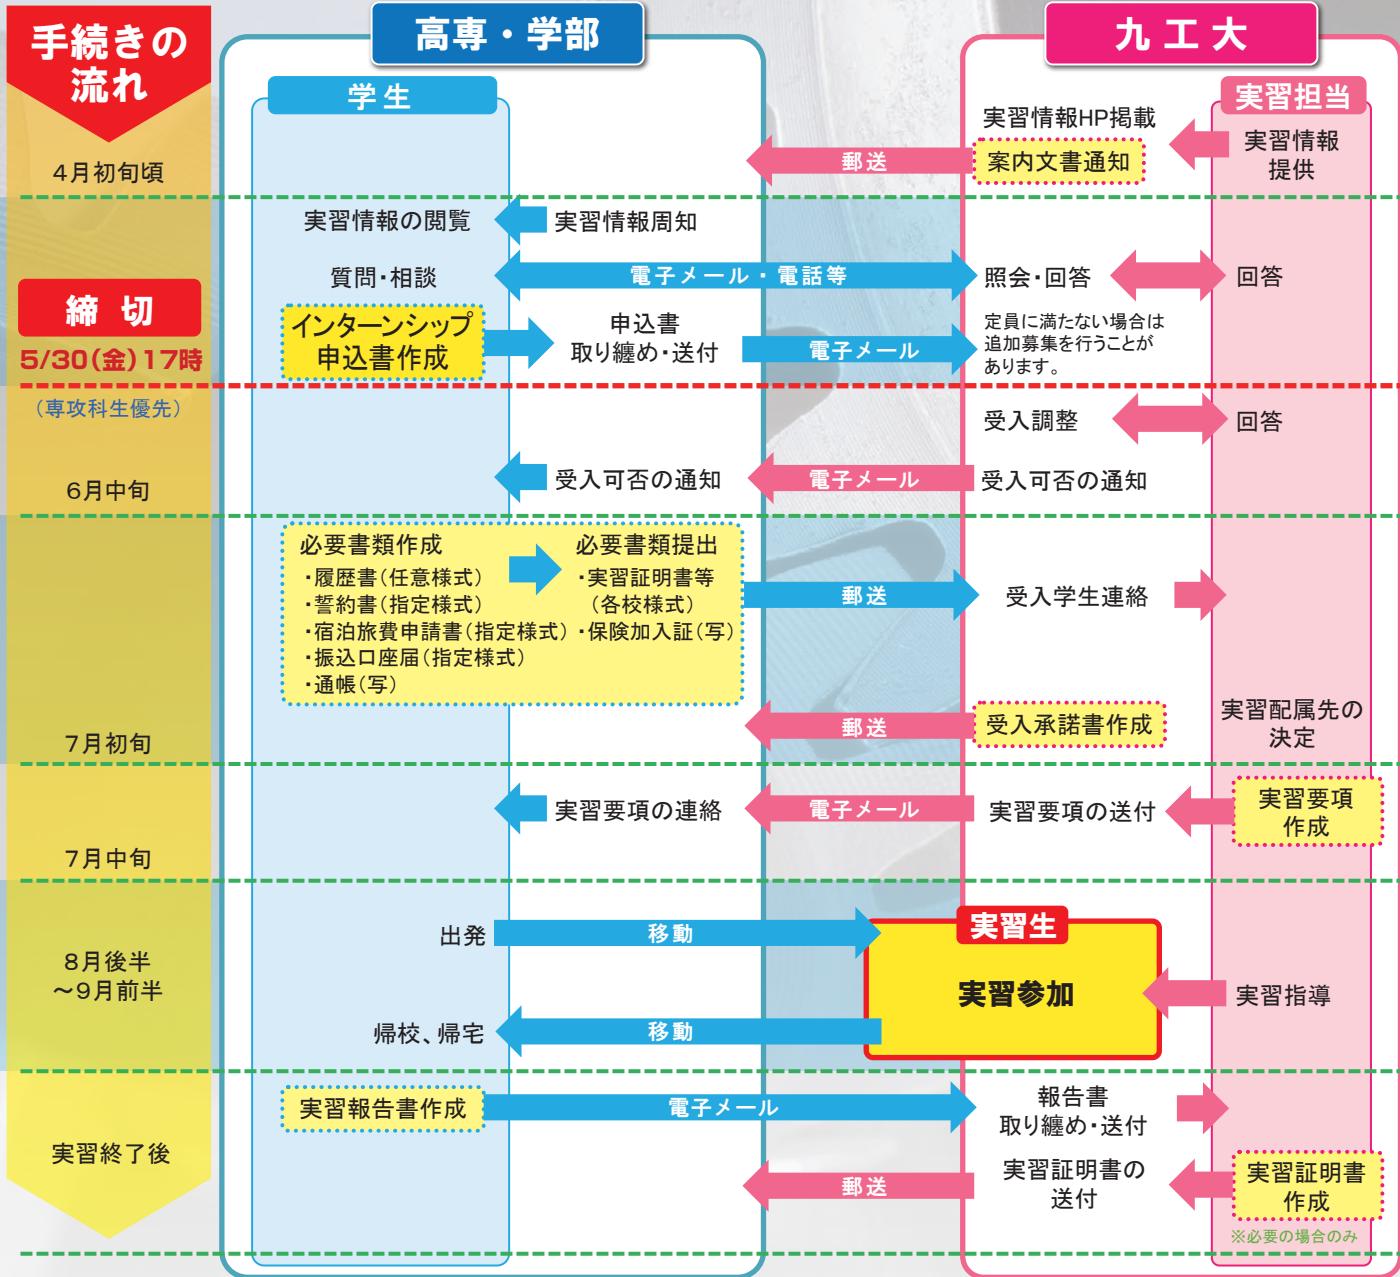 手続きの
流れ
高専・学部
九工大
学生
実習担当
4月初旬頃
実習情報HP掲載
案内文書通知
郵送
実習情報
提供
実習情報の閲覧
実習情報周知
質問・相談
電子メール・電話等
照会・回答
回答
締切
5/30(金)17時
インターンシップ
申込書作成
申込書
取り纏め・送付
電子メール
定員に満たない場合は
追加募集を行うことが
あります。
(専攻科生優先)
受入調整
回答
6月中旬
受入可否の通知
電子メール
受入可否の通知
必要書類作成
・履歴書(任意様式)
・誓約書(指定様式)
・宿泊旅費申請書(指定様式)
・振込口座届(指定様式)
・通帳(写)
必要書類提出
・実習証明書等
(各校様式)
・保険加入証(写)
郵送
受入学生連絡
7月初旬
郵送
受入承諾書作成
実習配属先の
決定
実習要項の連絡
電子メール
実習要項の送付
実習要項
作成
7月中旬
8月後半
～9月前半
出発
移動
実習生
実習参加
実習指導
帰校、帰宅
移動
実習終了後
実習報告書作成
電子メール
報告書
取り纏め・送付
郵送
実習証明書の
送付
実習証明書
作成
※必要の場合のみ